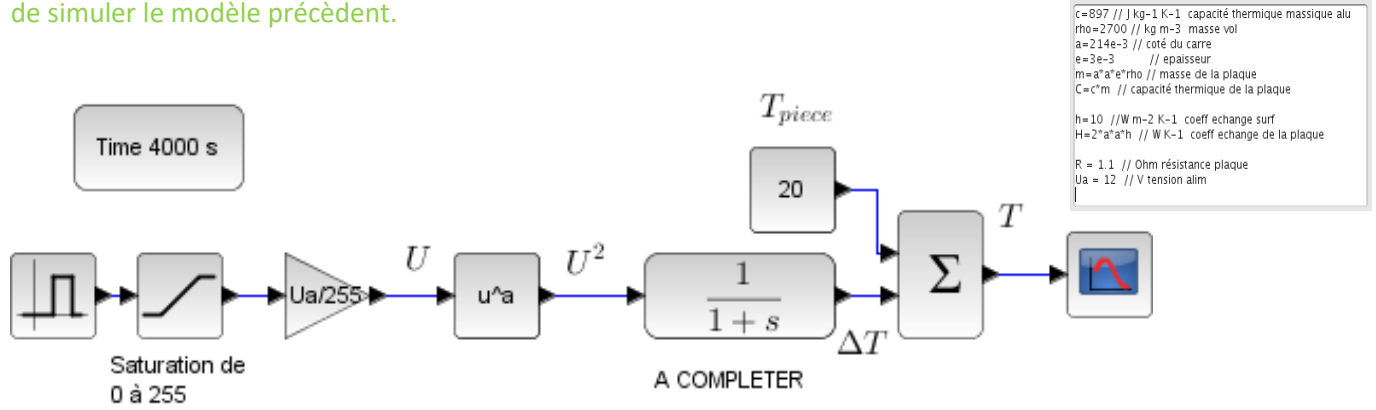 de simuler le modèle précèdent.
c=897 // J kg-1 K-1 capacité thermique massique alu
rho=2700 // kg m-3 masse vol
a=214e-3 // coté du carre
e=3e-3 // epaisseur
m=a*a*e*rho // masse de la plaque
C=c*m // capacité thermique de la plaque
h=10 //W m-2 K-1 coeff echange surf
H=2*a*a*h // W K-1 coeff echange de la plaque
R = 1.1 // Ohm résistance plaque
Ua = 12 // V tension alim
T_{piece}
Time 4000 s
20
T
U
U^2
Ua/255
u^a
1
1 + s
Σ
ΔT
Saturation de
0 à 255
A COMPLETER